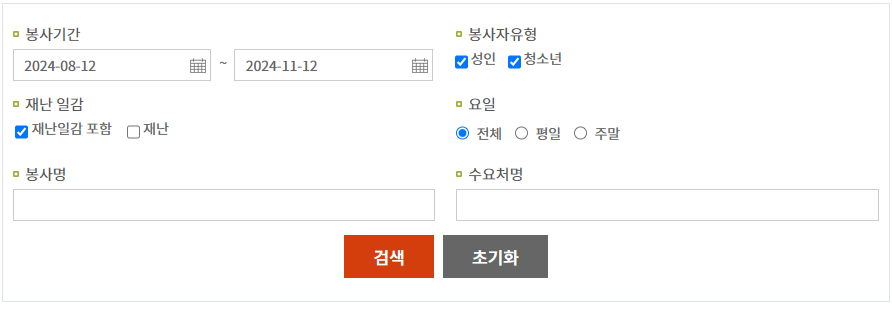 봉사기간 봉사자유형
2024-08-12 ~ 2024-11-12 성인 청소년
재난 일감 요일
재난일감 포함 재난 전체 평일 주말
봉사명 수요처명
검색 초기화